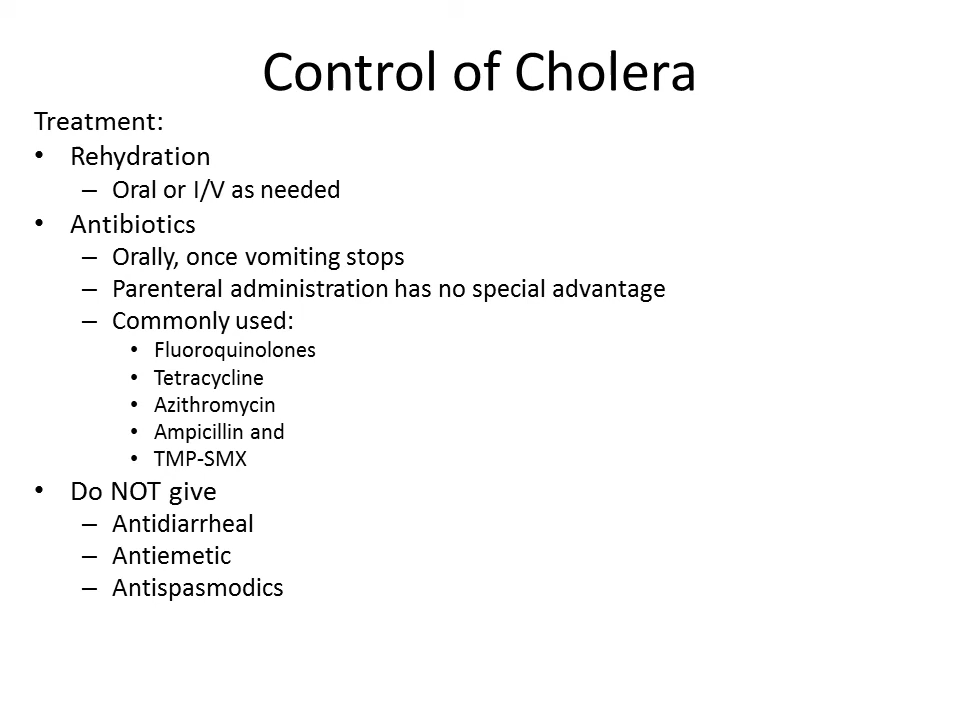 Control of Cholera
Treatment:
• Rehydration
– Oral or I/V as needed
• Antibiotics
– Orally, once vomiting stops
– Parenteral administration has no special advantage
– Commonly used:
• Fluoroquinolones
• Tetracycline
• Azithromycin
• Ampicillin and
• TMP-SMX
• Do NOT give
– Antidiarrheal
– Antiemetic
– Antispasmodics